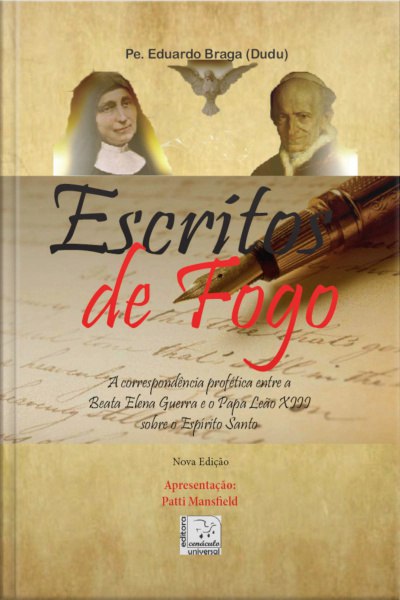 Pe. Eduardo Braga (Dudu)
Escritos
de Fogo
A correspondência profética entre a
Beata Elena Guerra e o Papa Leão XIII
sobre o Espírito Santo
Nova Edição
Apresentação:
Patti Mansfield
editora
cenáculo
universal